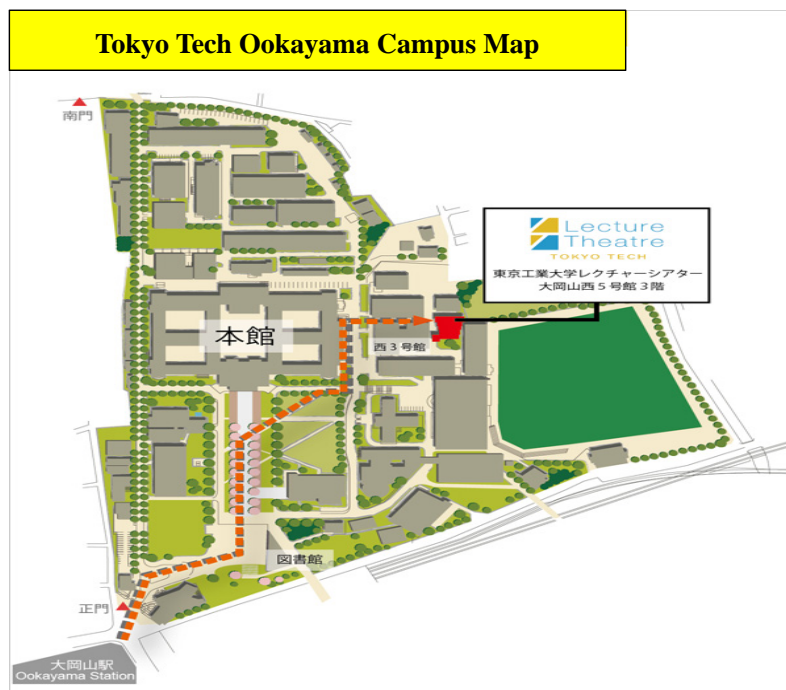 Tokyo Tech Ookayama Campus Map
南門
Lecture
Theatre
TOKYO TECH
東京工業大学レクチャーシアター
大岡山西5号館3階
本館
西3号館
図書館
正門
大岡山駅
Ookayama Station